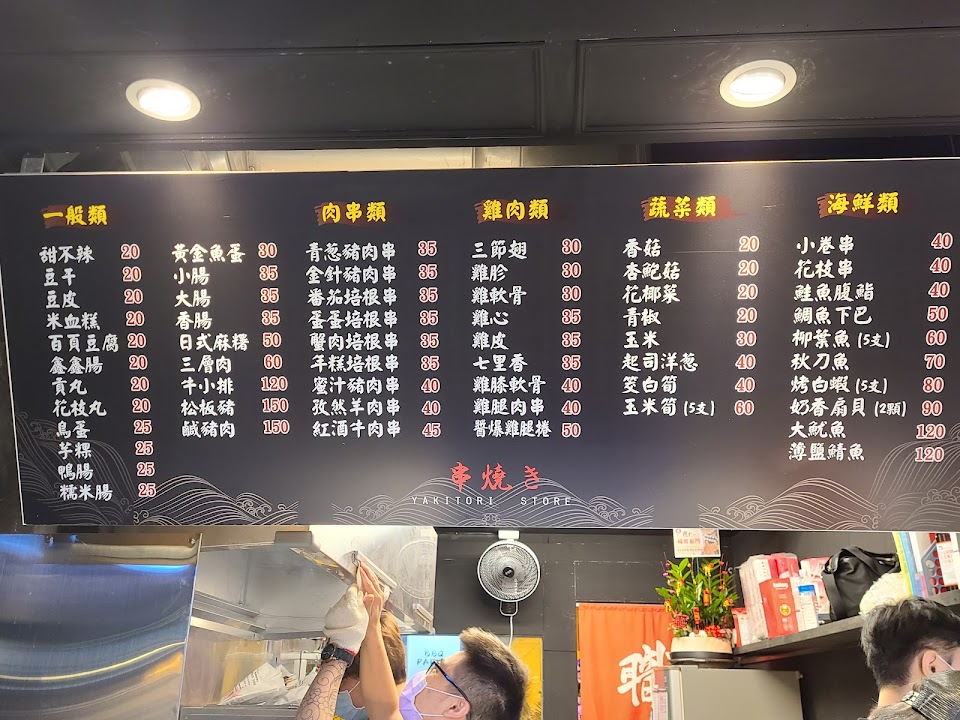 一般類
甜不辣 20
豆干 20
豆皮 20
米血糕 20
百頁豆腐 20
鑫鑫腸 20
貢丸 20
花枝丸 20
鳥蛋 25
芋粿 25
鴨腸 25
糯米腸 25
黃金魚蛋 30
小腸 35
大腸 35
香腸 35
日式麻糬 50
三層肉 60
牛小排 120
松板豬 150
鹹豬肉 150
肉串類
青蔥豬肉串 35
金針豬肉串 35
番茄培根串 35
蛋蛋培根串 35
蟹肉培根串 35
年糕培根串 35
蜜汁豬肉串 40
孜然羊肉串 40
紅酒牛肉串 45
雞肉類
三節翅 30
雞胗 30
雞軟骨 30
雞心 35
雞皮 35
七里香 35
雞膝軟骨 40
雞腿肉串 40
醬爆雞腿捲 50
蔬菜類
香菇 20
杏鮑菇 20
花椰菜 20
青椒 20
玉米 30
起司洋蔥 40
筊白筍 40
玉米筍(5支) 60
海鮮類
小卷串 40
花枝串 40
鮭魚腹鮨 40
鯛魚下巴 50
柳葉魚(5支) 60
秋刀魚 70
烤白蝦(5支) 80
奶香扇貝(2顆) 90
大魷魚 120
薄鹽鯖魚 120
串燒き
YAKITORI STORE
BBQ
職